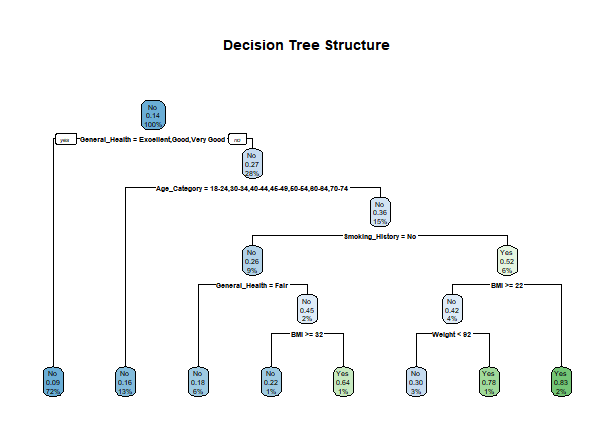 Decision Tree Structure
No
0.14
100%
yes
General_Health = Excellent,Good,Very Good
no
No
0.27
28%
Age_Category = 18-24,30-34,40-44,45-49,50-54,60-64,70-74
No
0.36
15%
Smoking_History = No
No
0.26
9%
Yes
0.52
6%
General_Health = Fair
BMI >= 22
No
0.45
2%
No
0.42
4%
BMI >= 32
Weight < 92
No
0.09
72%
No
0.16
13%
No
0.18
6%
No
0.22
1%
Yes
0.64
1%
No
0.30
3%
Yes
0.78
1%
Yes
0.83
2%